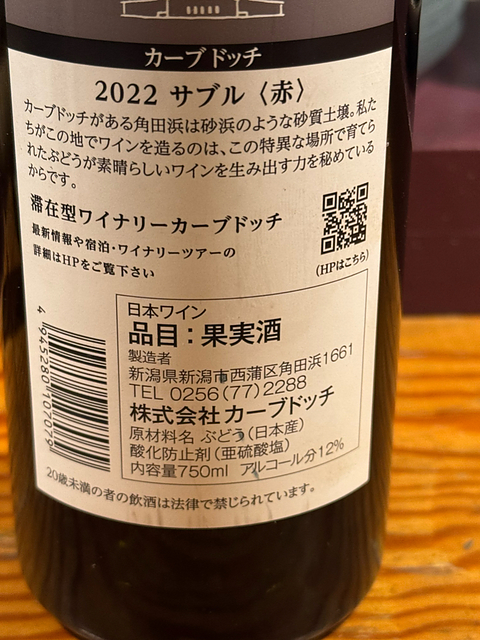 カーブドッチ
2022 サブル〈赤〉
カーブドッチがある角田浜は砂浜のような砂質土壌。私た
ちがこの地でワインを造るのは、この特異な場所で育てら
れたぶどうが素晴らしいワインを生み出す力を秘めている
からです。
滞在型ワイナリーカーブドッチ
最新情報や宿泊・ワイナリーツアーの
詳細はHPをご覧下さい
(HPはこちら)
日本ワイン
品目：果実酒
製造者
新潟県新潟市西蒲区角田浜1661
TEL 0256(77)2288
株式会社カーブドッチ
原材料名 ぶどう(日本産)
酸化防止剤(亜硫酸塩)
内容量750ml アルコール分12%
4 945280 107079
20歳未満の者の飲酒は法律で禁じられています。